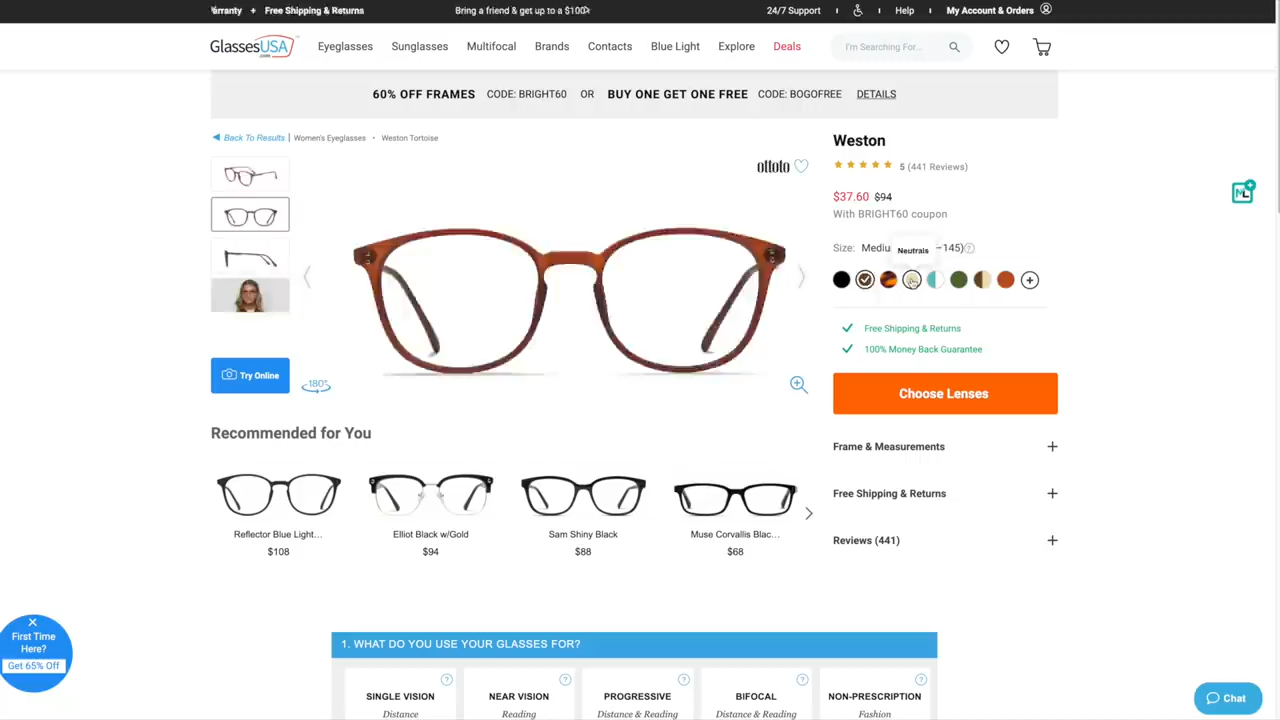 rranty + Free Shipping & Returns
Bring a friend & get up to a $100
24/7 Support
Help
My Account & Orders
GlassesUSA
.com
Eyeglasses
Sunglasses
Multifocal
Brands
Contacts
Blue Light
Explore
Deals
I'm Searching For...
60% OFF FRAMES CODE: BRIGHT60 OR BUY ONE GET ONE FREE CODE: BOGOFREE DETAILS
Back To Results | Women's Eyeglasses • Weston Tortoise
ottoto
Weston
5 (441 Reviews)
$37.60 $94
With BRIGHT60 coupon
Size: Mediu –145) ?
Neutrals
Free Shipping & Returns
100% Money Back Guarantee
Choose Lenses
Try Online
180°
Frame & Measurements +
Free Shipping & Returns +
Reviews (441) +
Recommended for You
Reflector Blue Light...
$108
Elliot Black w/Gold
$94
Sam Shiny Black
$88
Muse Corvallis Blac...
$68
First Time
Here?
Get 65% Off
1. WHAT DO YOU USE YOUR GLASSES FOR?
SINGLE VISION
Distance
NEAR VISION
Reading
PROGRESSIVE
Distance & Reading
BIFOCAL
Distance & Reading
NON-PRESCRIPTION
Fashion
Chat